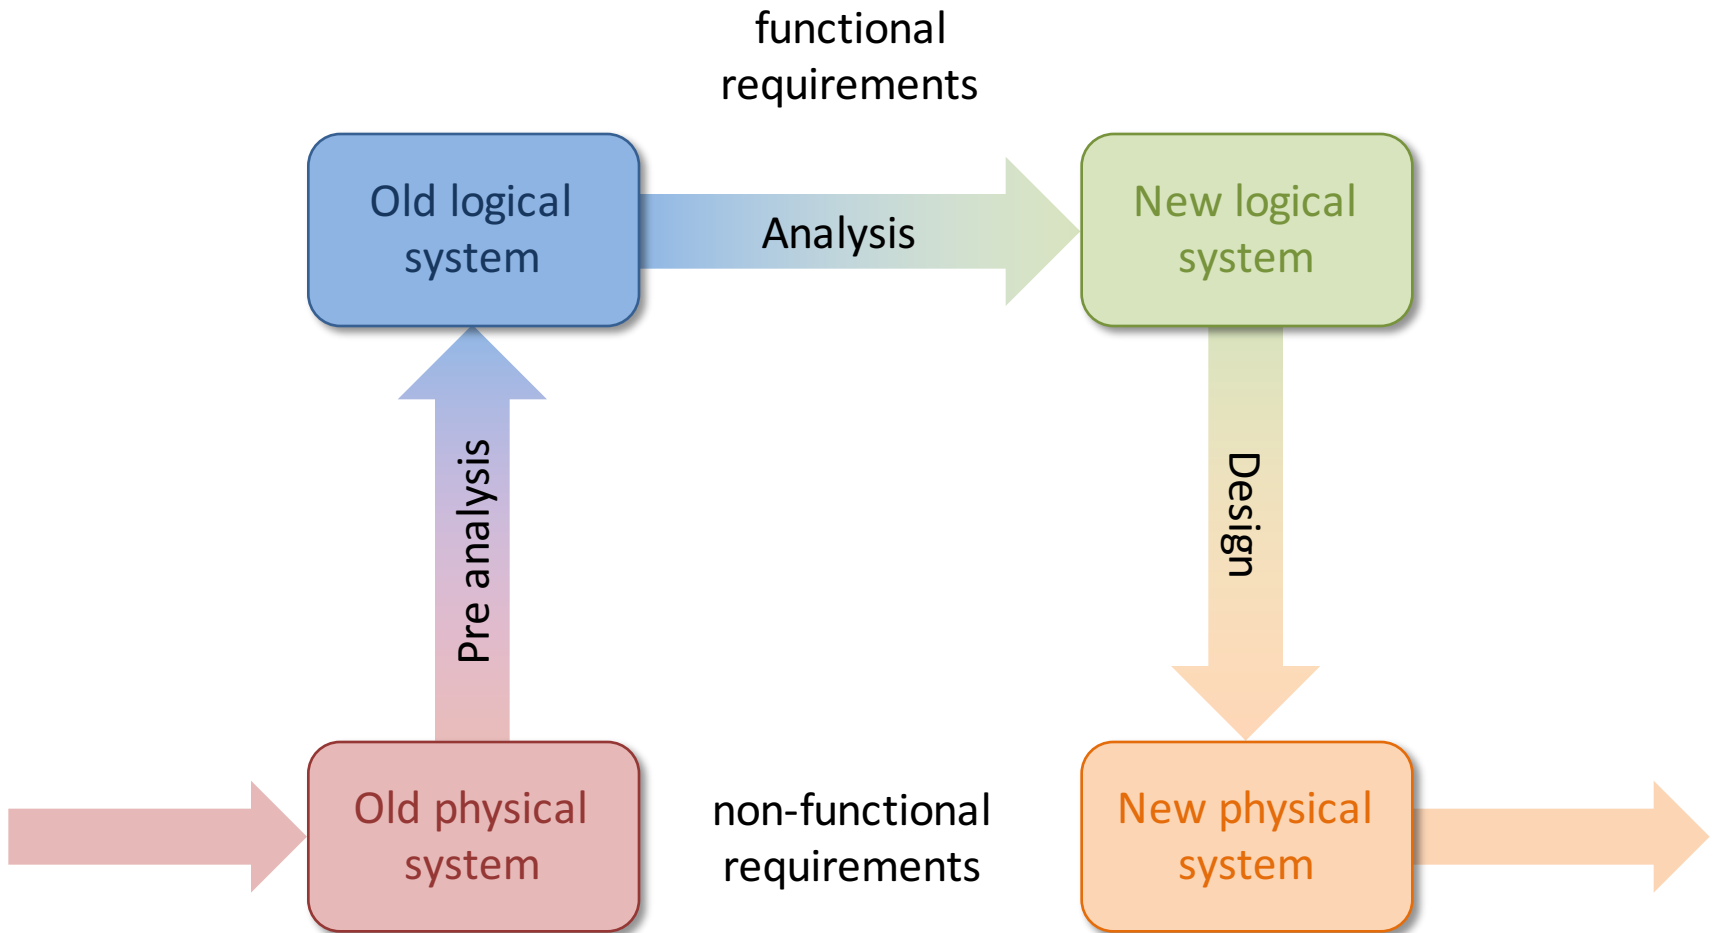 functional
requirements
Old logical
system
Analysis
New logical
system
Pre analysis
Design
Old physical
system
non-functional
requirements
New physical
system